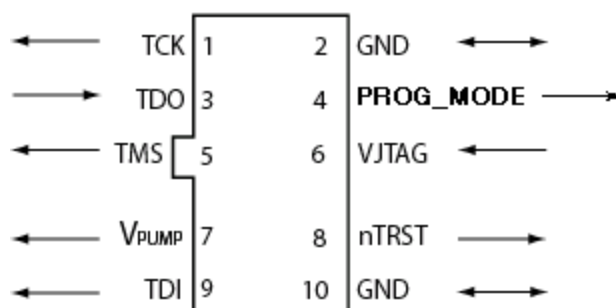 TCK 1 2 GND
TDO 3 4 PROG_MODE
TMS 5 6 VJTAG
VPUMP 7 8 nTRST
TDI 9 10 GND